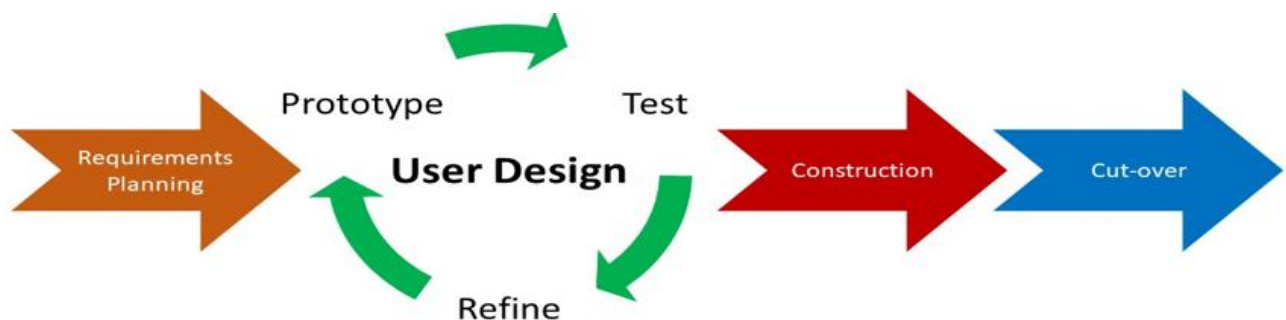 Prototype
Test
Requirements
Planning
User Design
Construction
Cut-over
Refine